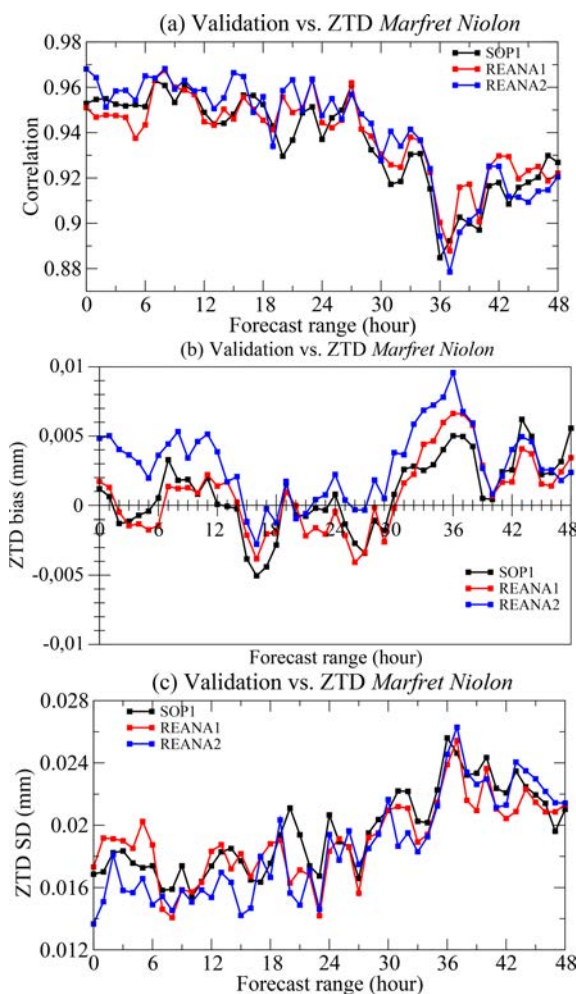 (a) Validation vs. ZTD Marfret Niolon
0.98
0.96
0.94
0.92
0.9
0.88
Correlation
SOP1
REANA1
REANA2
0 6 12 18 24 30 36 42 48
Forecast range (hour)
(b) Validation vs. ZTD Marfret Niolon
0,01
0,005
0
-0,005
-0,01
ZTD bias (mm)
0 6 12 18 24 30 36 42 48
SOP1
REANA1
REANA2
Forecast range (hour)
(c) Validation vs. ZTD Marfret Niolon
0.028
0.024
0.02
0.016
0.012
ZTD SD (mm)
SOP1
REANA1
REANA2
0 6 12 18 24 30 36 42 48
Forecast range (hour)